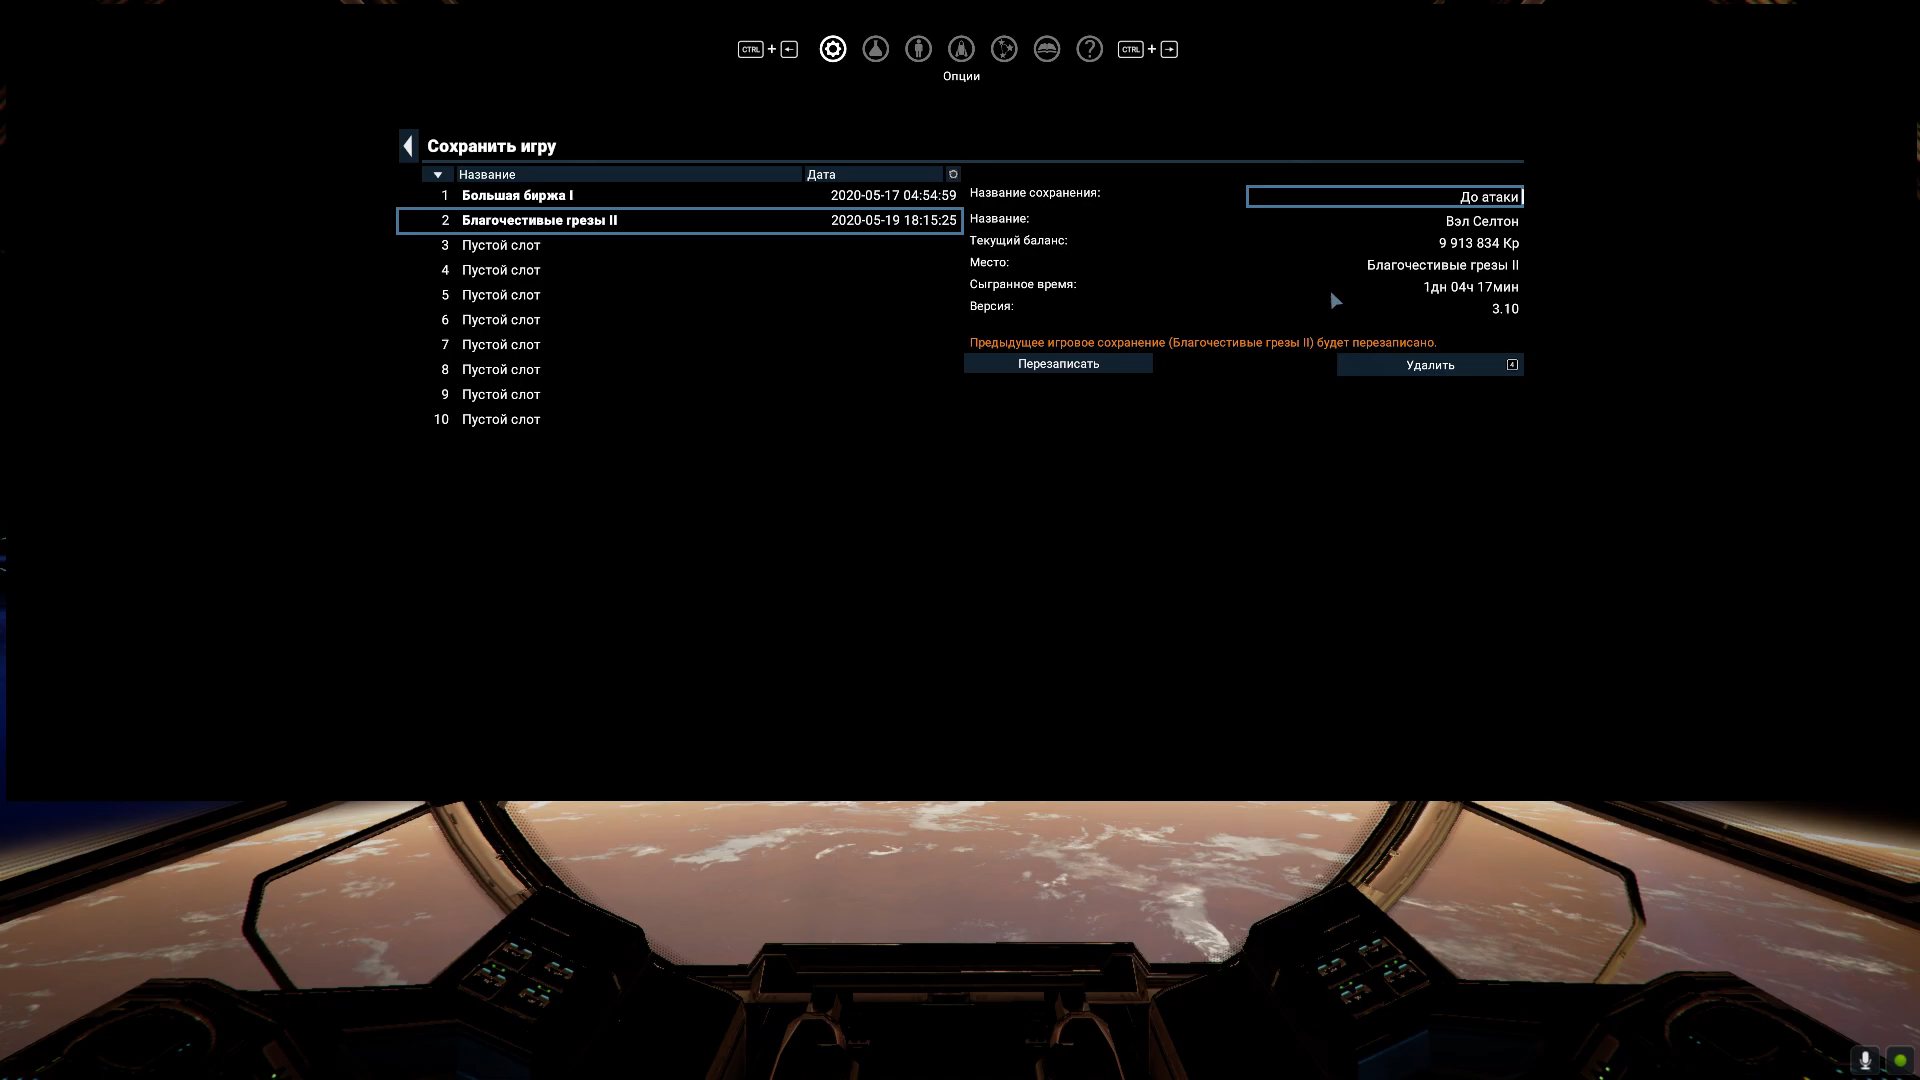 CTRL + ← CTRL + →
Опции
Сохранить игру
Название Дата
1 Большая биржа I 2020-05-17 04:54:59
2 Благочестивые грезы II 2020-05-19 18:15:25
3 Пустой слот
4 Пустой слот
5 Пустой слот
6 Пустой слот
7 Пустой слот
8 Пустой слот
9 Пустой слот
10 Пустой слот
Название сохранения: До атаки
Название: Вэл Селтон
Текущий баланс: 9 913 834 Кр
Место: Благочестивые грезы II
Сыгранное время: 1дн 04ч 17мин
Версия: 3.10
Предыдущее игровое сохранение (Благочестивые грезы II) будет перезаписано.
Перезаписать Удалить